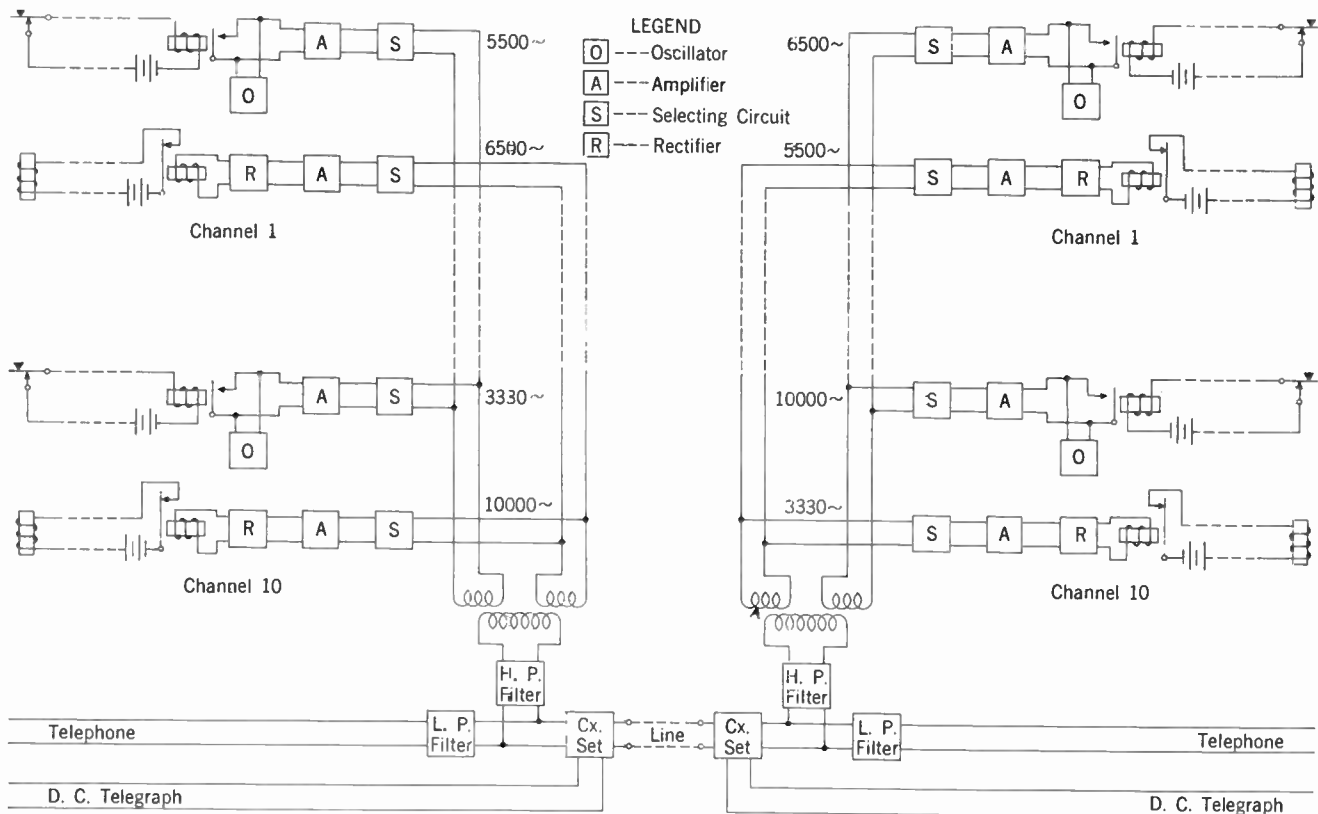 LEGEND
O Oscillator
A Amplifier
S Selecting Circuit
R Rectifier
A S 5500~
O
6500~
R A S
Channel 1
A S 3330~
O
10000~
R A S
Channel 10
6500~ S A
O
5500~
S A R
Channel 1
10000~ S A
O
3330~
S A R
Channel 10
H. P.
Filter
H. P.
Filter
Telephone
L. P.
Filter
Cx.
Set
Line
Cx.
Set
L. P.
Filter
Telephone
D. C. Telegraph
D. C. Telegraph